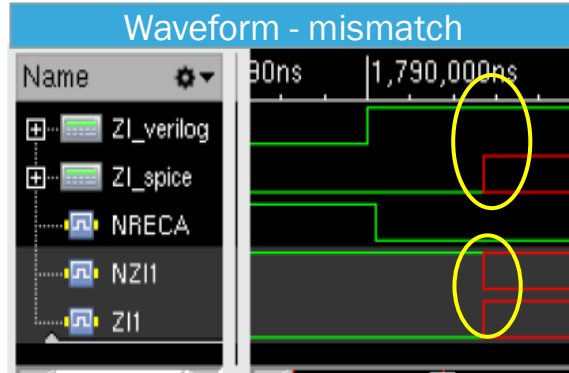 Waveform - mismatch
Name
90ns
1,790,000ns
ZI_verilog
ZI_spice
NRECA
NZI1
ZI1